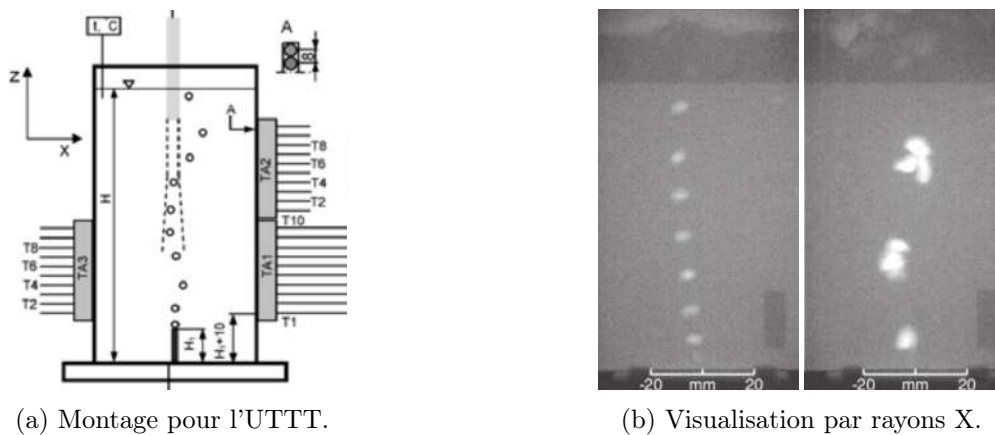 t, °C
A
8
Z
X
A
H
TA2
T8
T6
T4
T2
T10
TA1
T1
TA3
T8
T6
T4
T2
H₁
H₁+10
-20 mm 20
-20 mm 20
(a) Montage pour l'UTTT.
(b) Visualisation par rayons X.